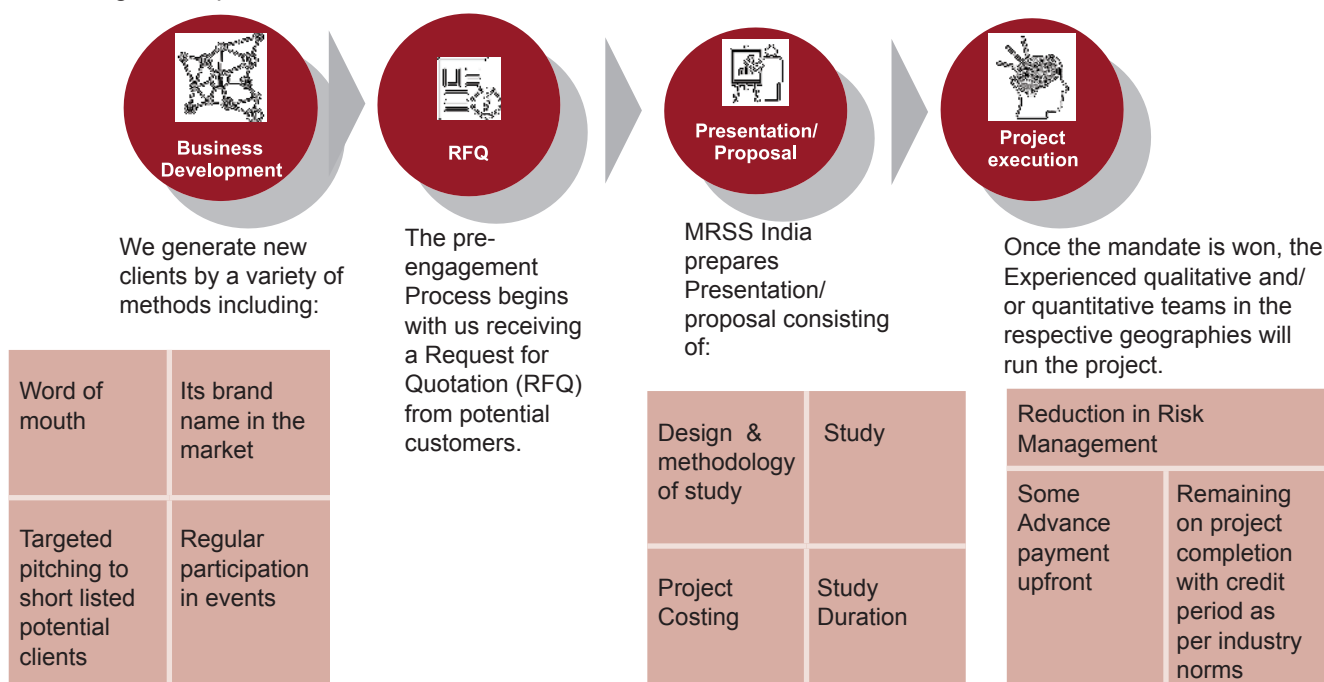 Business
Development
We generate new
clients by a variety of
methods including:
Word of
mouth
Its brand
name in the
market
Targeted
pitching to
short listed
potential
clients
Regular
participation
in events
RFQ
The pre-
engagement
Process begins
with us receiving
a Request for
Quotation (RFQ)
from potential
customers.
Presentation/
Proposal
MRSS India
prepares
Presentation/
proposal consisting
of:
Design & 
methodology
of study
Study
Project
Costing
Study
Duration
Project
execution
Once the mandate is won, the
Experienced qualitative and/
or quantitative teams in the
respective geographies will
run the project.
Reduction in Risk
Management
Some
Advance
payment
upfront
Remaining
on project
completion
with credit
period as
per industry
norms